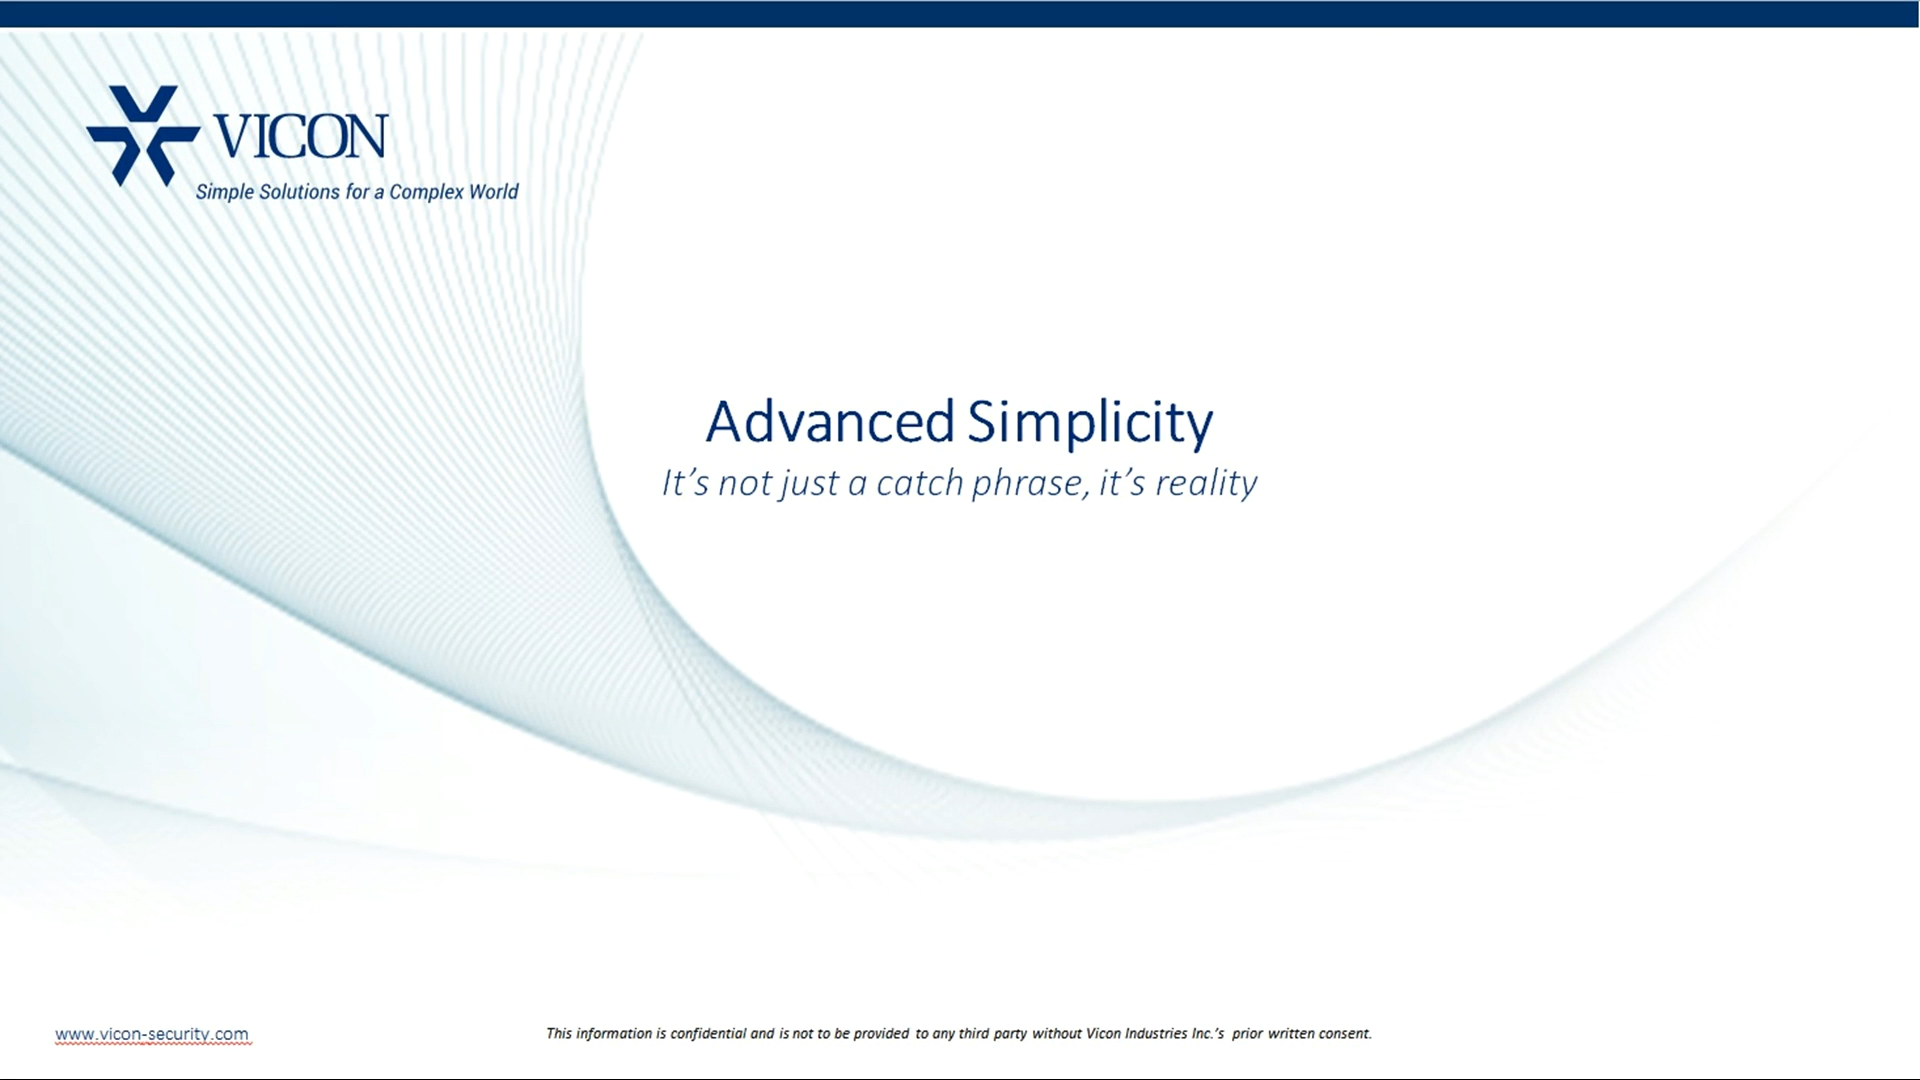 VICON
Simple Solutions for a Complex World
Advanced Simplicity
It’s not just a catch phrase, it’s reality
www.vicon-security.com
This information is confidential and is not to be provided to any third party without Vicon Industries Inc.’s prior written consent.